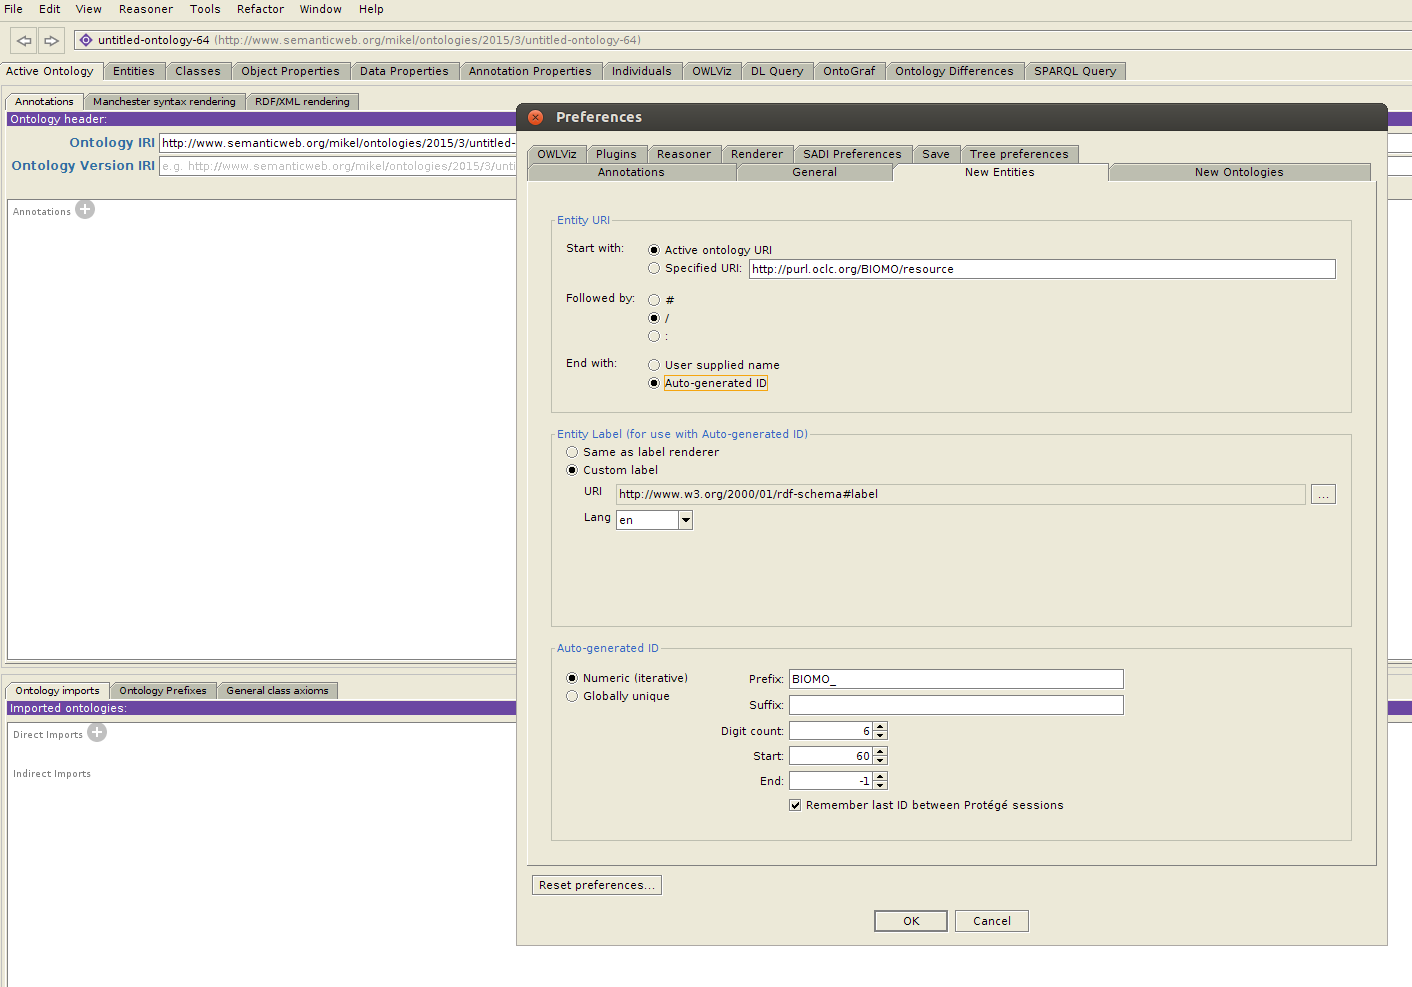 File Edit View Reasoner Tools Refactor Window Help
untitled-ontology-64 (http://www.semanticweb.org/mikel/ontologies/2015/3/untitled-ontology-64)
Active Ontology Entities Classes Object Properties Data Properties Annotation Properties Individuals OWLViz DL Query OntoGraf Ontology Differences SPARQL Query
Annotations Manchester syntax rendering RDF/XML rendering
Ontology header:
Ontology IRI http://www.semanticweb.org/mikel/ontologies/2015/3/untitled-
Ontology Version IRI e.g. http://www.semanticweb.org/mikel/ontologies/2015/3/unti
Annotations
Ontology imports Ontology Prefixes General class axioms
Imported ontologies:
Direct Imports
Indirect Imports
Preferences
OWLViz Plugins Reasoner Renderer SADI Preferences Save Tree preferences
Annotations General New Entities New Ontologies
Entity URI
Start with: Active ontology URI
Specified URI: http://purl.oclc.org/BIOMO/resource
Followed by: #
/
:
End with: User supplied name
Auto-generated ID
Entity Label (for use with Auto-generated ID)
Same as label renderer
Custom label
URI http://www.w3.org/2000/01/rdf-schema#label ...
Lang en
Auto-generated ID
Numeric (iterative) Prefix: BIOMO_
Globally unique Suffix:
Digit count: 6
Start: 60
End: -1
Remember last ID between Protégé sessions
Reset preferences...
OK Cancel